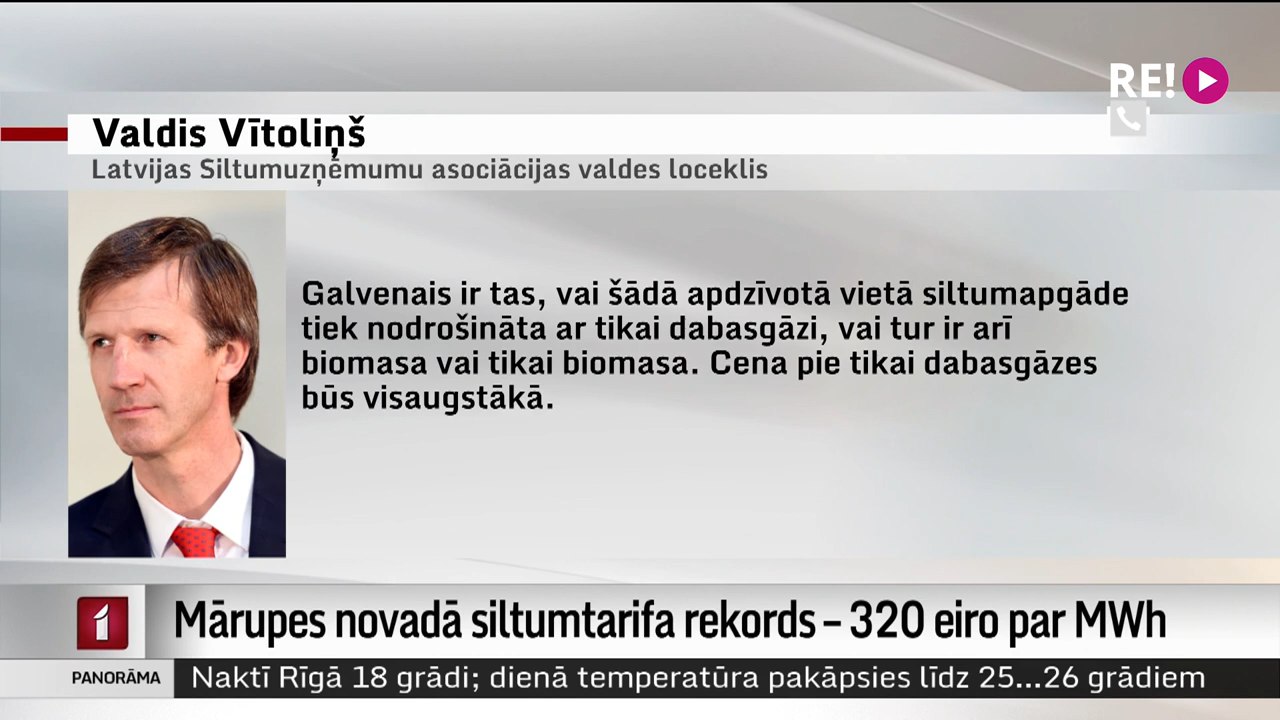 RE!
Valdis Vītoliņš
Latvijas Siltumuzņēmumu asociācijas valdes loceklis
Galvenais ir tas, vai šādā apdzīvotā vietā siltumapgāde
tiek nodrošināta ar tikai dabasgāzi, vai tur ir arī
biomasa vai tikai biomasa. Cena pie tikai dabasgāzes
būs visaugstākā.
1
Mārupes novadā siltumtarifa rekords – 320 eiro par MWh
PANORĀMA
Naktī Rīgā 18 grādi; dienā temperatūra pakāpsies līdz 25...26 grādiem